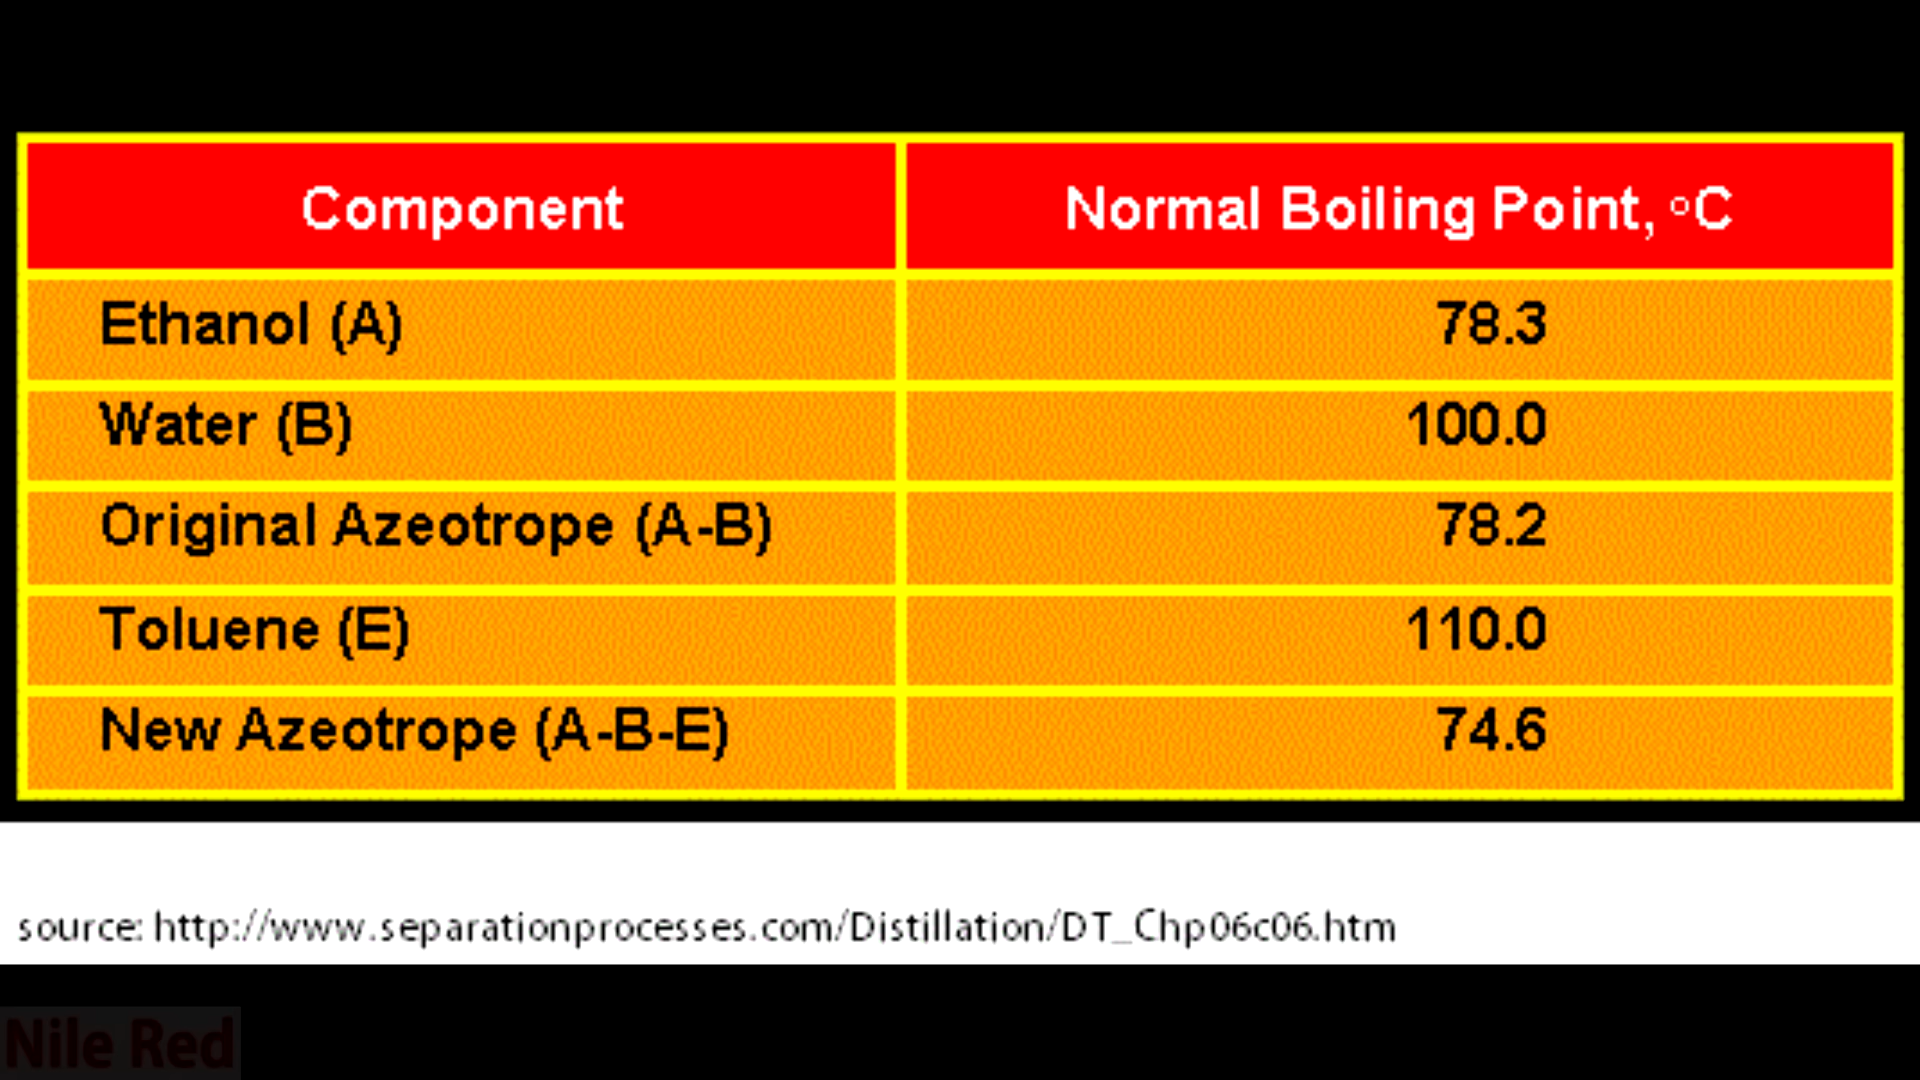 Component Normal Boiling Point, °C
Ethanol (A) 78.3
Water (B) 100.0
Original Azeotrope (A-B) 78.2
Toluene (E) 110.0
New Azeotrope (A-B-E) 74.6
source: http://www.separationprocesses.com/Distillation/DT_Chp06c06.htm
Nile Red